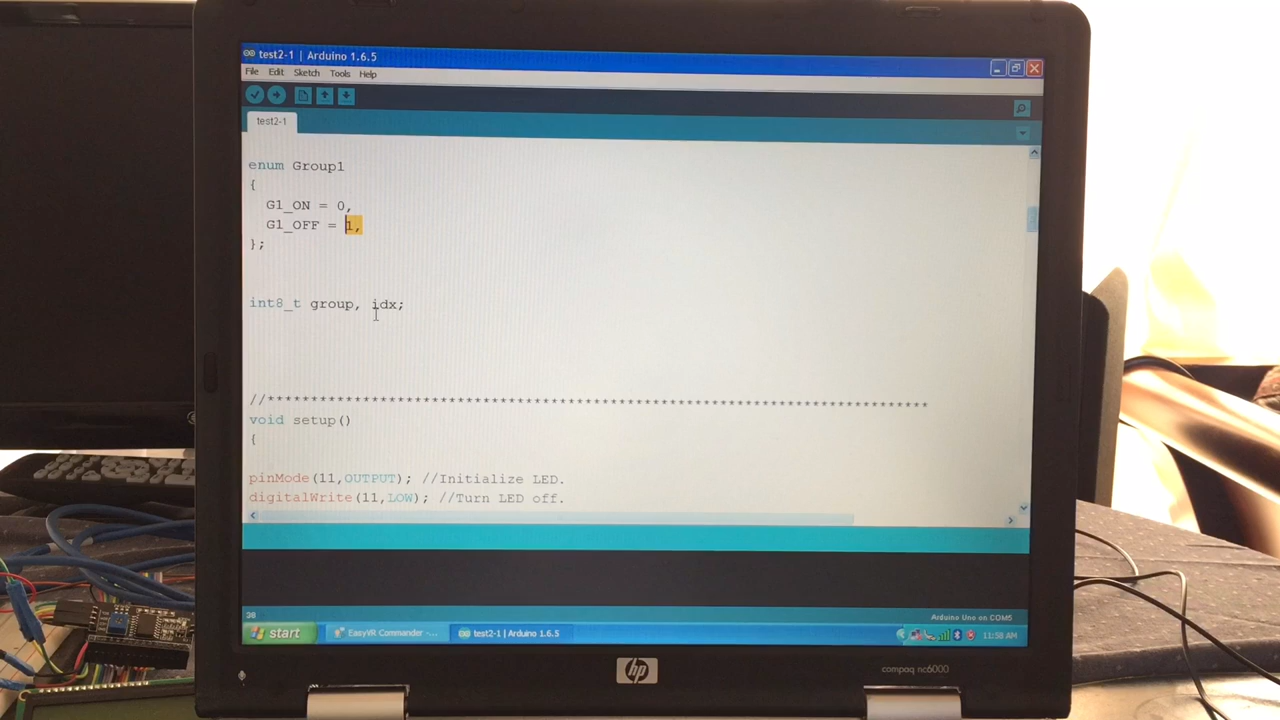 test2-1 | Arduino 1.6.5
File Edit Sketch Tools Help
test2-1
enum Group1
{
G1_ON = 0,
G1_OFF = 1,
};
int8_t group, idx;
//****************************************************************************
void setup()
{
pinMode(11,OUTPUT); //Initialize LED.
digitalWrite(11,LOW); //Turn LED off.
38
Arduino Uno on COM5
start
EasyVR Commander -...
test2-1 | Arduino 1.6.5
11:58 AM
hp
compaq nc6000